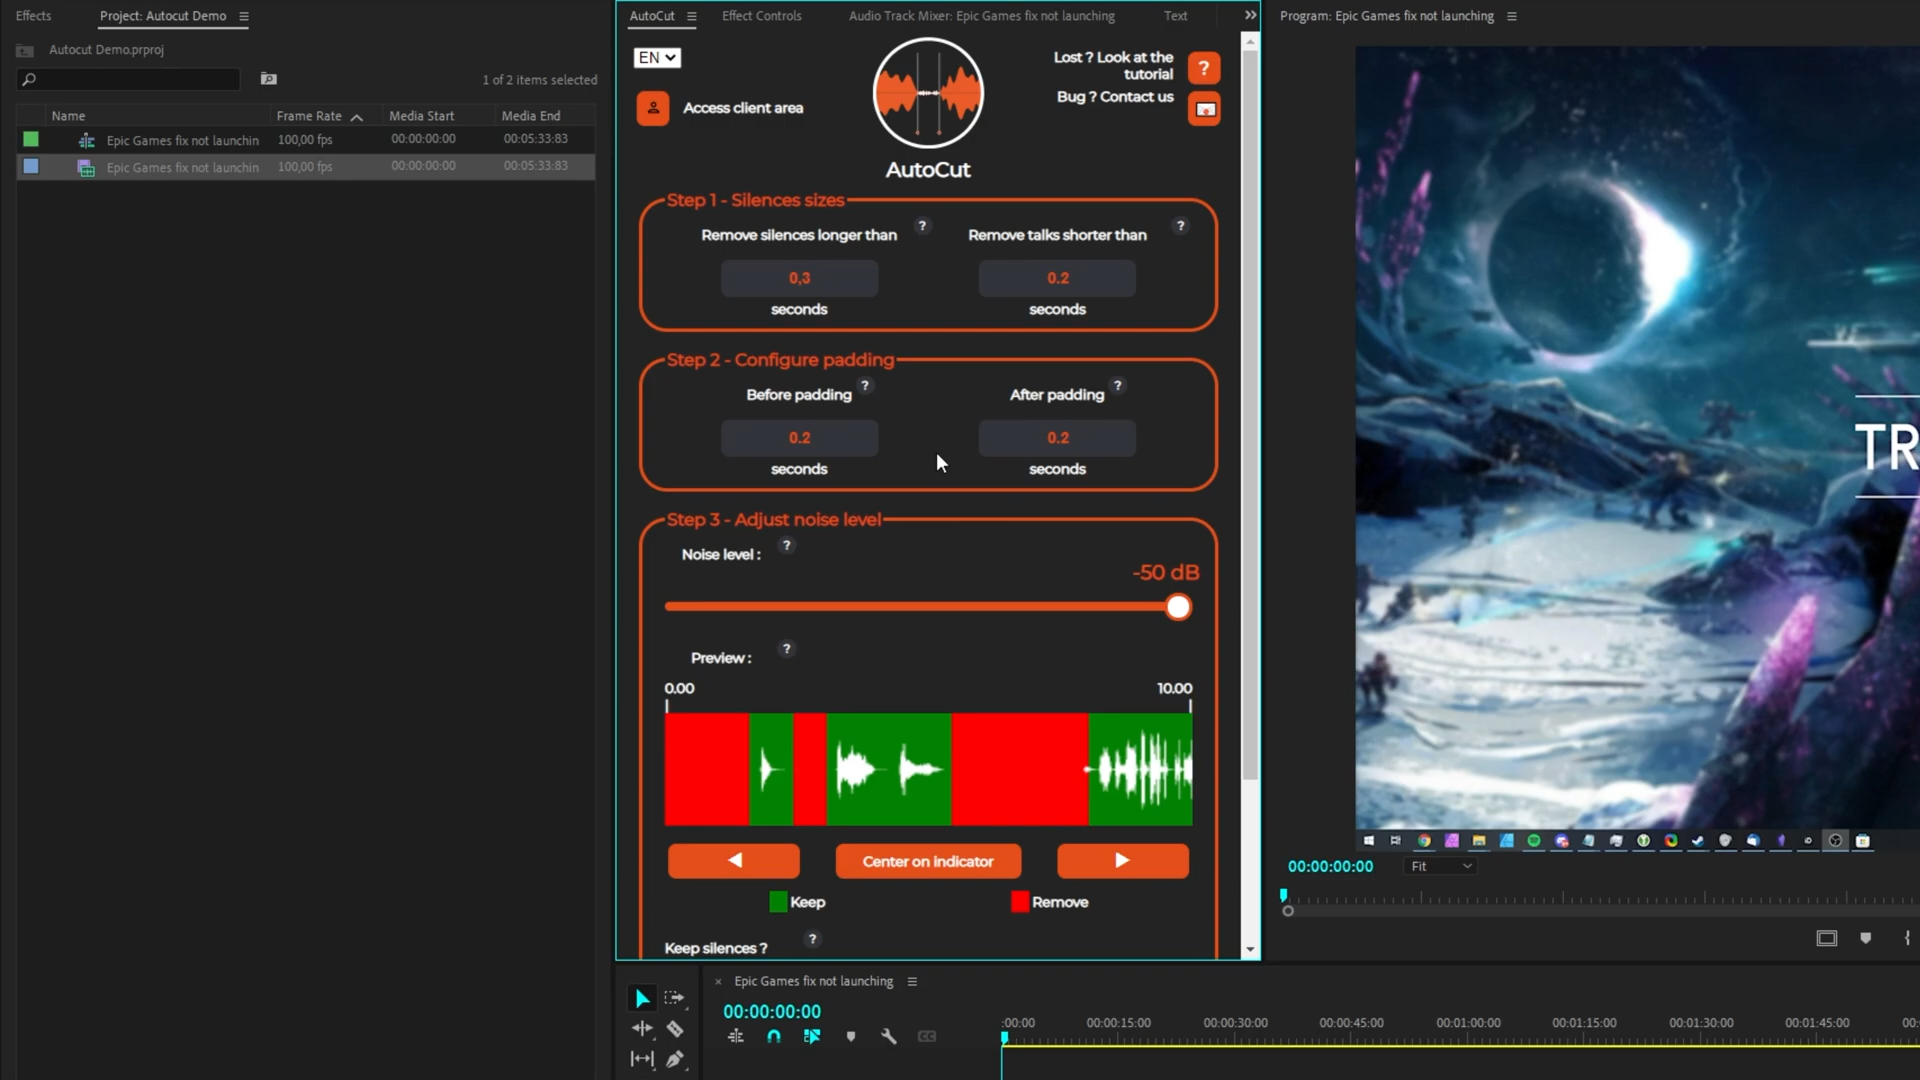 Effects
Project: Autocut Demo
Autocut Demo.prproj
1 of 2 items selected
Name
Frame Rate
Media Start
Media End
Epic Games fix not launchin
100,00 fps
00:00:00:00
00:05:33:83
Epic Games fix not launchin
100,00 fps
00:00:00:00
00:05:33:83
AutoCut
Effect Controls
Audio Track Mixer: Epic Games fix not launching
Text
EN
Lost ? Look at the
tutorial
?
Access client area
Bug ? Contact us
AutoCut
Step 1 - Silences sizes
Remove silences longer than
?
Remove talks shorter than
?
0,3
0.2
seconds
seconds
Step 2 - Configure padding
Before padding
?
After padding
?
0.2
0.2
seconds
seconds
Step 3 - Adjust noise level
Noise level :
?
-50 dB
Preview :
?
0.00
10.00
Center on indicator
Keep
Remove
Keep silences ?
?
Program: Epic Games fix not launching
TR
00:00:00:00
Fit
Epic Games fix not launching
00:00:00:00
:00:00
00:00:15:00
00:00:30:00
00:00:45:00
00:01:00:00
00:01:15:00
00:01:30:00
00:01:45:00
00: